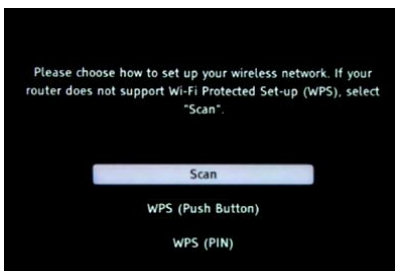 Please choose how to set up your wireless network. If your
router does not support Wi-Fi Protected Set-up (WPS), select
"Scan".
Scan
WPS (Push Button)
WPS (PIN)